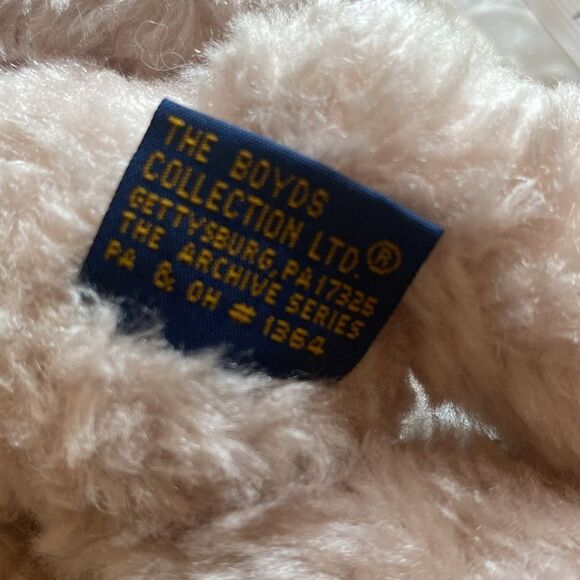 THE BOYDS
COLLECTION LTD.®
GETTYSBURG, PA 17325
THE ARCHIVE SERIES
PA & OH # 1364